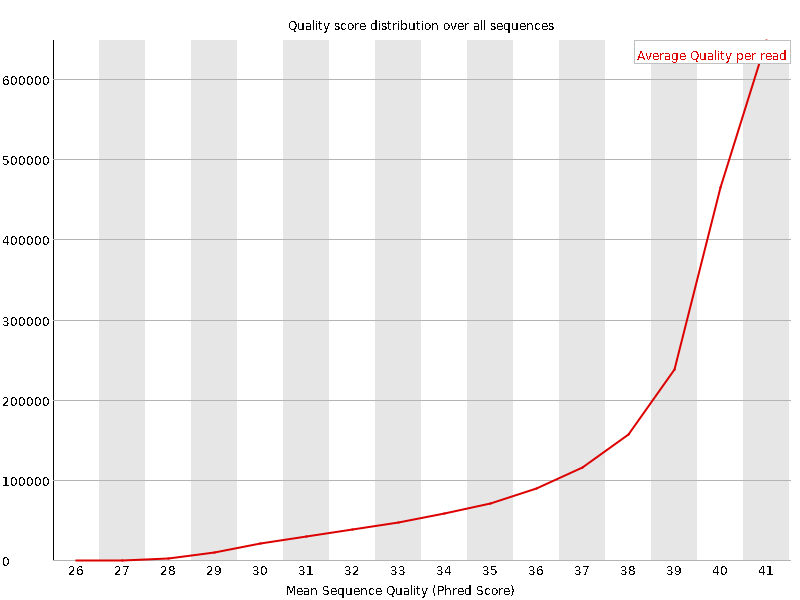 Quality score distribution over all sequences
Average Quality per read
600000
500000
400000
300000
200000
100000
0
26 27 28 29 30 31 32 33 34 35 36 37 38 39 40 41
Mean Sequence Quality (Phred Score)